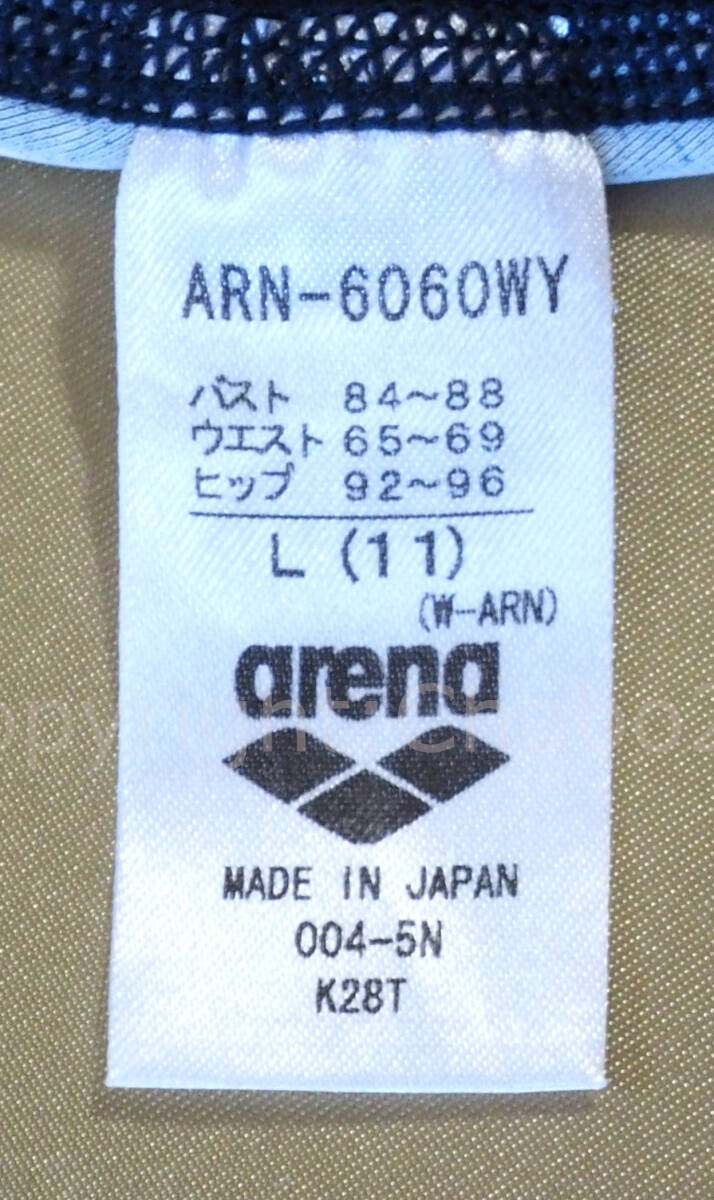 ARN-6060WY
バスト 84~88
ウエスト 65~69
ヒップ 92~96
L (11)
(W-ARN)
arena
MADE IN JAPAN
004-5N
K28T